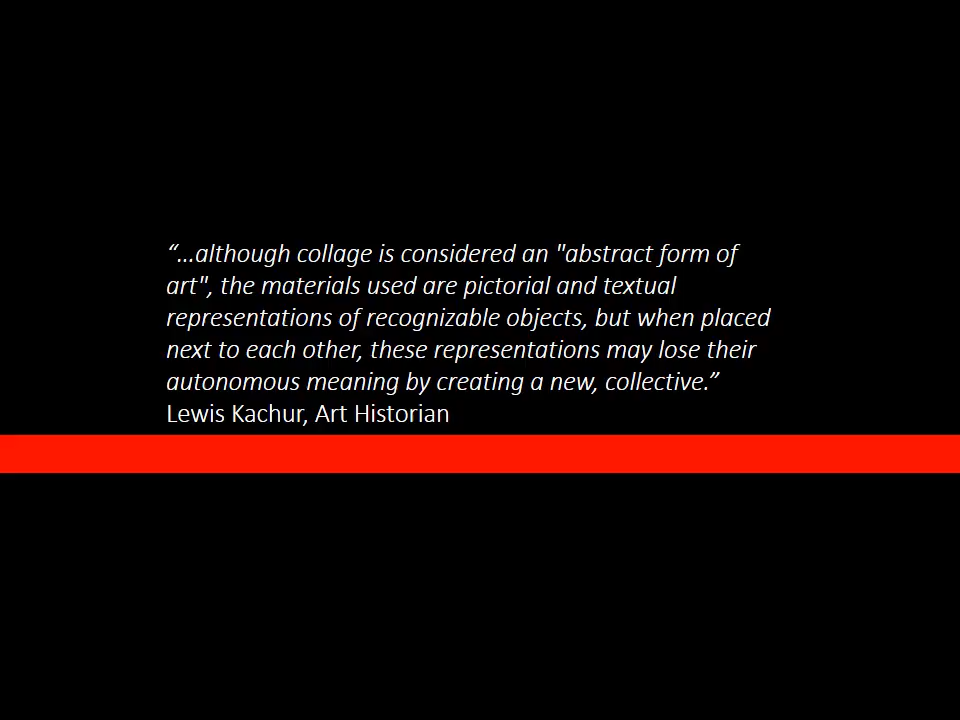 “…although collage is considered an "abstract form of
art", the materials used are pictorial and textual
representations of recognizable objects, but when placed
next to each other, these representations may lose their
autonomous meaning by creating a new, collective.”
Lewis Kachur, Art Historian